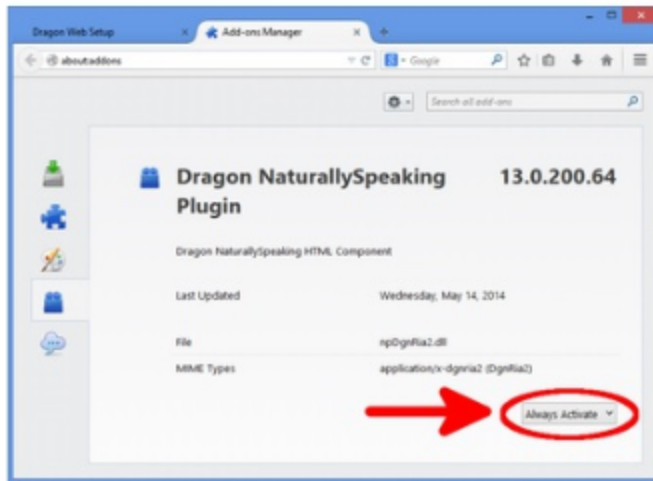 Dragon Web Setup
Add-ons Manager
about:addons
Google
Search all add-ons
Dragon NaturallySpeaking
Plugin
13.0.200.64
Dragon NaturallySpeaking HTML Component
Last Updated
Wednesday, May 14, 2014
File
npDgnRia2.dll
MIME Types
application/x-dgnria2 (DgnRia2)
Always Activate